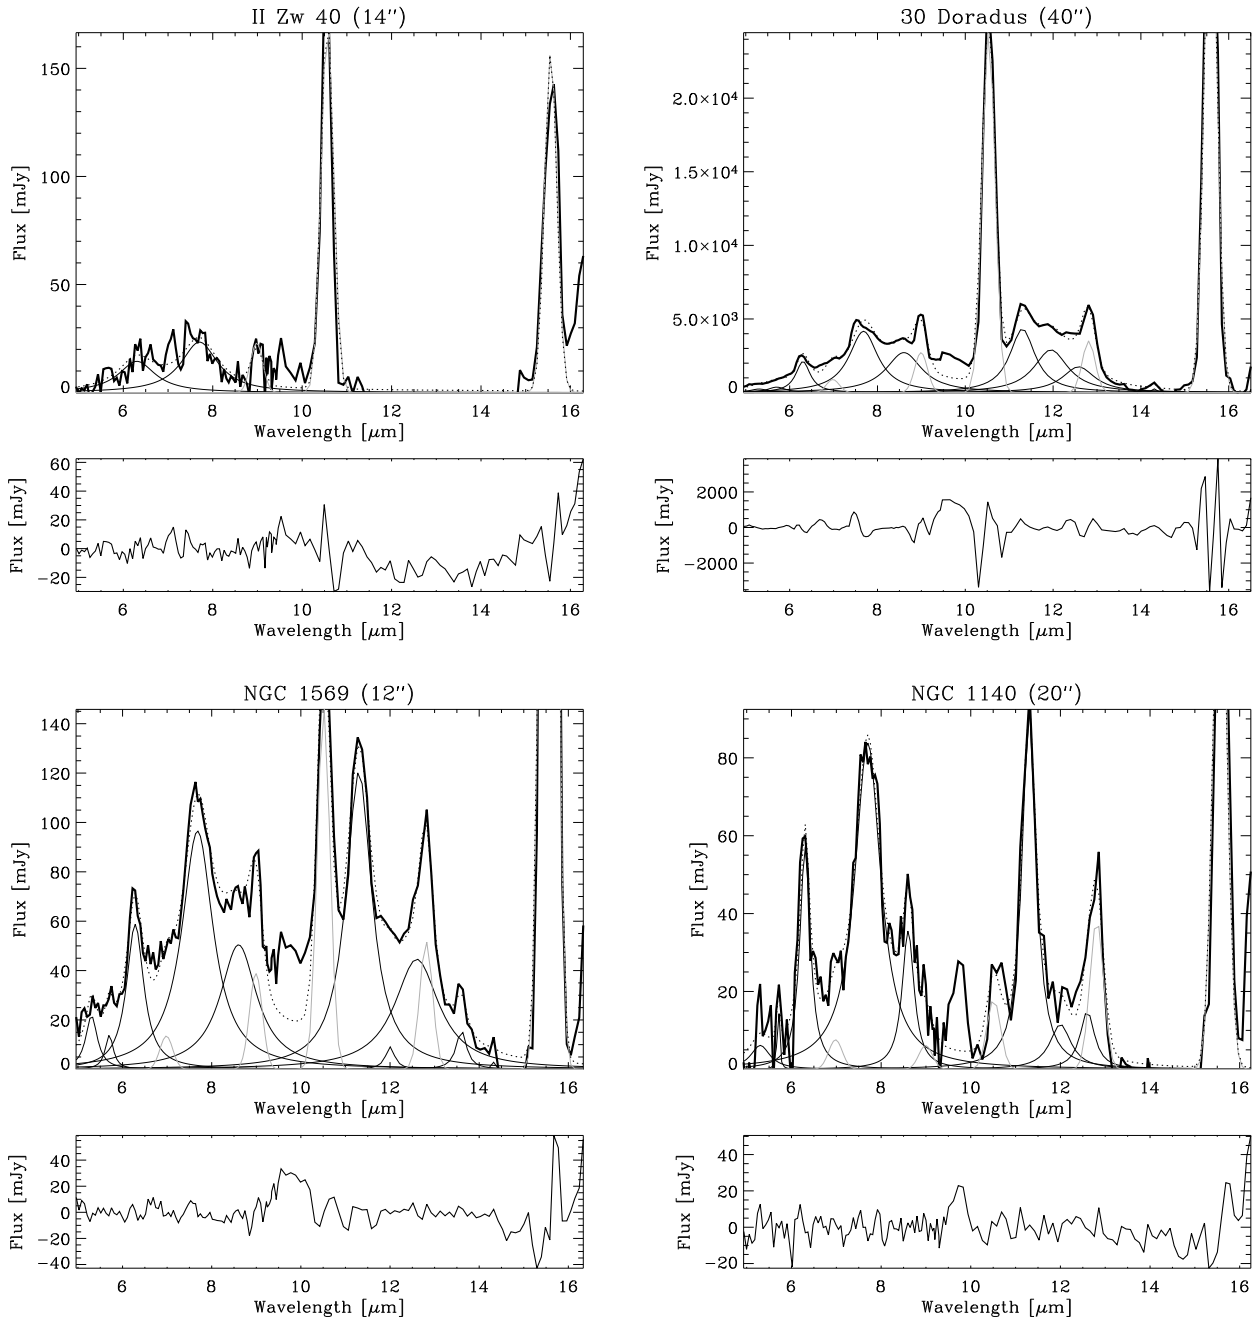 II Zw 40 (14″)
150
100
50
0
Flux [mJy]
6 8 10 12 14 16
Wavelength [μm]
60
40
20
0
−20
Flux [mJy]
6 8 10 12 14 16
Wavelength [μm]
30 Doradus (40″)
2.0×10⁴
1.5×10⁴
1.0×10⁴
5.0×10³
0
Flux [mJy]
6 8 10 12 14 16
Wavelength [μm]
2000
0
−2000
Flux [mJy]
6 8 10 12 14 16
Wavelength [μm]
NGC 1569 (12″)
140
120
100
80
60
40
20
0
Flux [mJy]
6 8 10 12 14 16
Wavelength [μm]
40
20
0
−20
−40
Flux [mJy]
6 8 10 12 14 16
Wavelength [μm]
NGC 1140 (20″)
80
60
40
20
0
Flux [mJy]
6 8 10 12 14 16
Wavelength [μm]
40
20
0
−20
Flux [mJy]
6 8 10 12 14 16
Wavelength [μm]